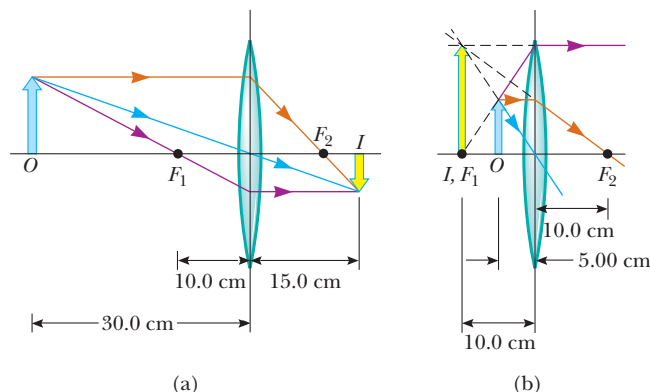 O
F1
F2
I
10.0 cm
15.0 cm
30.0 cm
(a)
I, F1
O
F2
10.0 cm
5.00 cm
10.0 cm
(b)